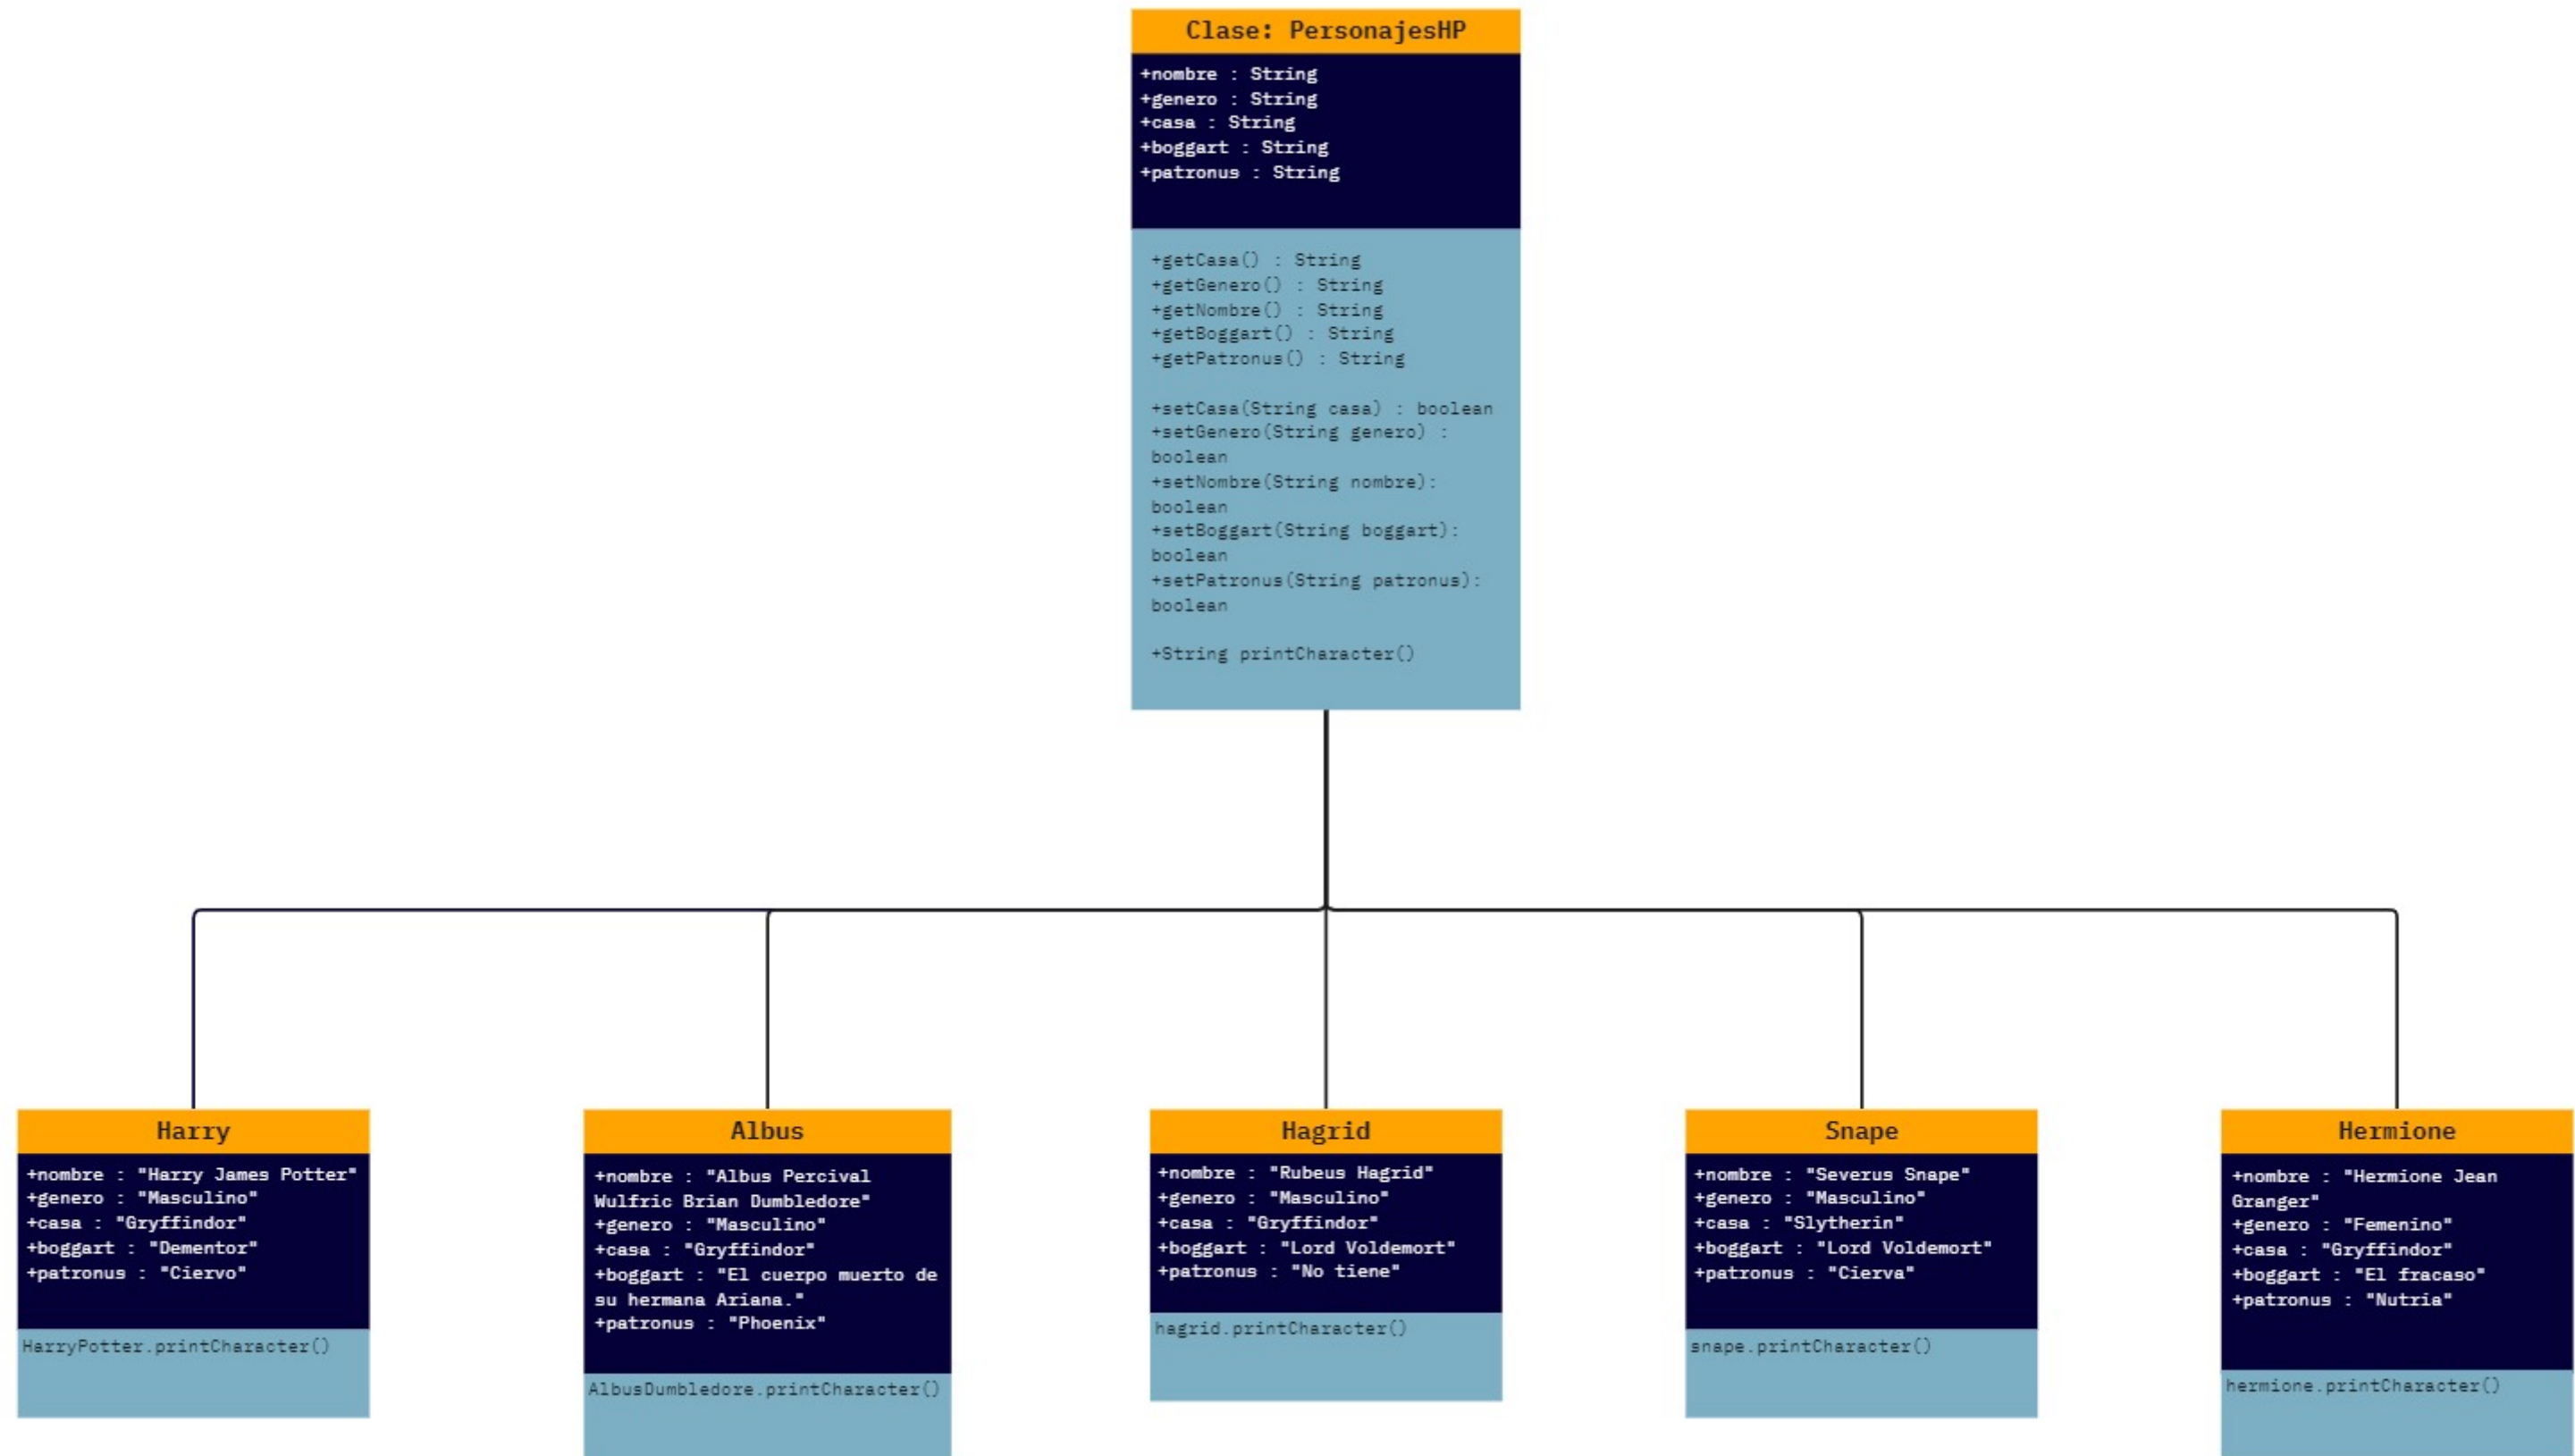 Clase: PersonajesHP
+nombre : String
+genero : String
+casa : String
+boggart : String
+patronus : String
+getCasa() : String
+getGenero() : String
+getNombre() : String
+getBoggart() : String
+getPatronus() : String
+setCasa(String casa) : boolean
+setGenero(String genero) :
boolean
+setNombre(String nombre):
boolean
+setBoggart(String boggart):
boolean
+setPatronus(String patronus):
boolean
+String printCharacter()
Harry
+nombre : "Harry James Potter"
+genero : "Masculino"
+casa : "Gryffindor"
+boggart : "Dementor"
+patronus : "Ciervo"
HarryPotter.printCharacter()
Albus
+nombre : "Albus Percival
Wulfric Brian Dumbledore"
+genero : "Masculino"
+casa : "Gryffindor"
+boggart : "El cuerpo muerto de
su hermana Ariana."
+patronus : "Phoenix"
AlbusDumbledore.printCharacter()
Hagrid
+nombre : "Rubeus Hagrid"
+genero : "Masculino"
+casa : "Gryffindor"
+boggart : "Lord Voldemort"
+patronus : "No tiene"
hagrid.printCharacter()
Snape
+nombre : "Severus Snape"
+genero : "Masculino"
+casa : "Slytherin"
+boggart : "Lord Voldemort"
+patronus : "Cierva"
snape.printCharacter()
Hermione
+nombre : "Hermione Jean
Granger"
+genero : "Femenino"
+casa : "Gryffindor"
+boggart : "El fracaso"
+patronus : "Nutria"
hermione.printCharacter()